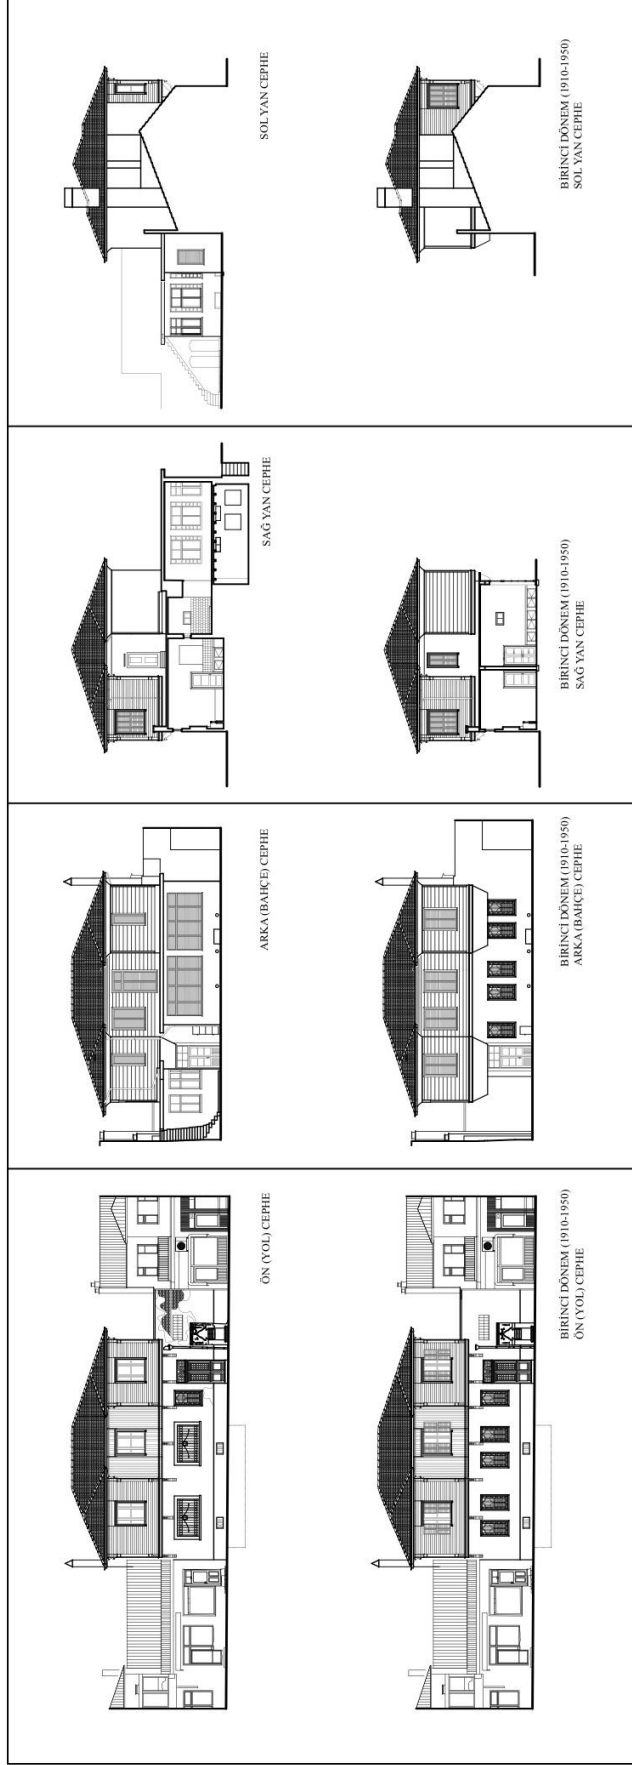 ÖN (YOL) CEPHE
ARKA (BAHÇE) CEPHE
SAĞ YAN CEPHE
SOL YAN CEPHE
BİRİNCİ DÖNEM (1910-1950)
ÖN (YOL) CEPHE
BİRİNCİ DÖNEM (1910-1950)
ARKA (BAHÇE) CEPHE
BİRİNCİ DÖNEM (1910-1950)
SAĞ YAN CEPHE
BİRİNCİ DÖNEM (1910-1950)
SOL YAN CEPHE